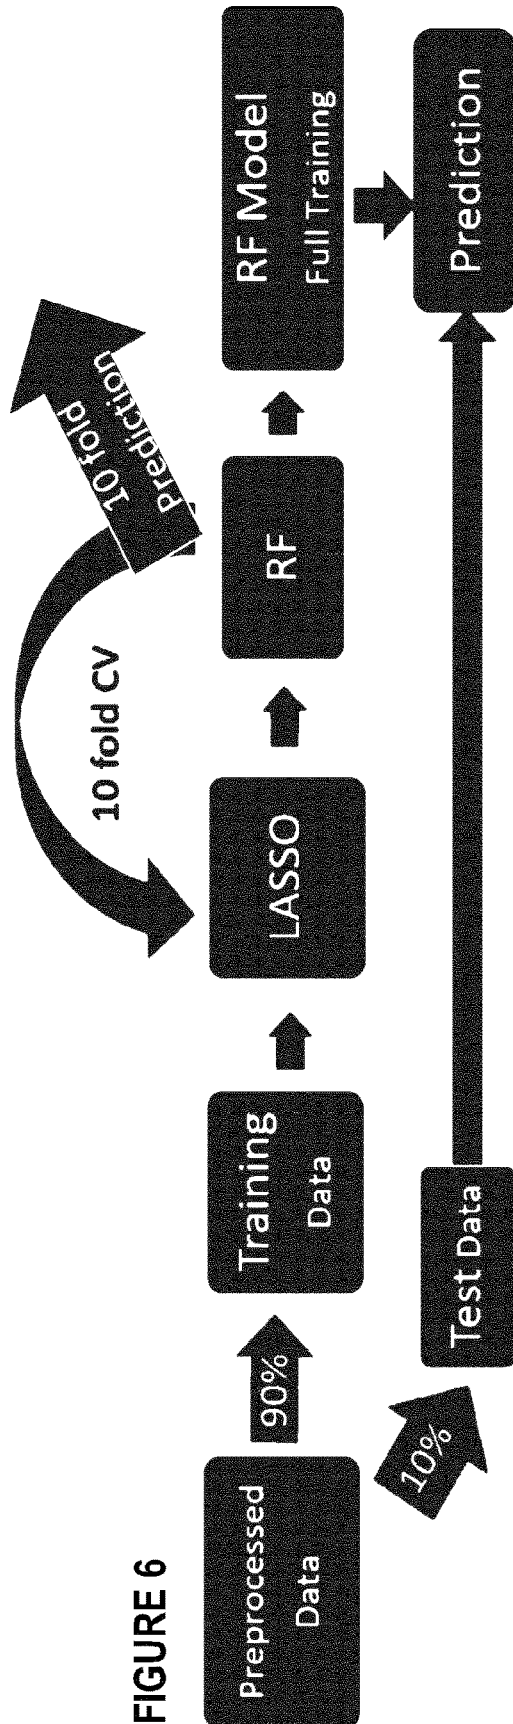 FIGURE 6
Preprocessed
Data
90%
10%
Training
Data
Test Data
LASSO
10 fold CV
RF
10 fold
Prediction
RF Model
Full Training
Prediction